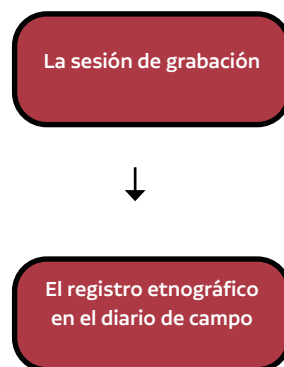 La sesión de grabación
El registro etnográfico
en el diario de campo